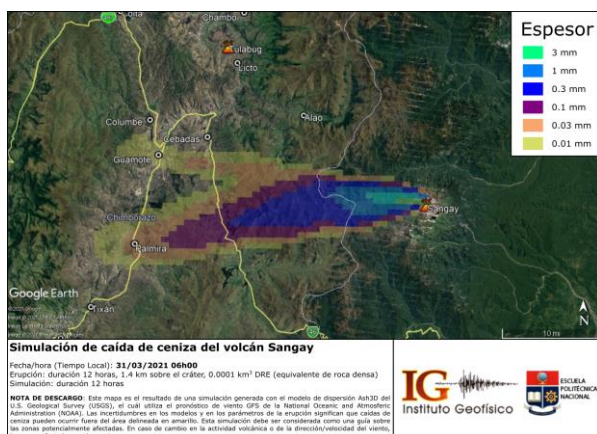 Chambo
Tulabug
Licto
Columbe
Cebadas
Alao
Guamote
Chimborazo
Sangay
Palmira
Tixán
Google Earth
N
10 mi
Espesor
3 mm
1 mm
0.3 mm
0.1 mm
0.03 mm
0.01 mm
Simulación de caída de ceniza del volcán Sangay
Fecha/hora (Tiempo Local): 31/03/2021 06h00
Erupción: duración 12 horas, 1.4 km sobre el cráter, 0.0001 km³ DRE (equivalente de roca densa)
Simulación: duración 12 horas
NOTA DE DESCARGO: Este mapa es el resultado de una simulación generada con el modelo de dispersión Ash3D del
U.S. Geological Survey (USGS), el cuál utiliza el pronóstico de viento GFS de la National Oceanic and Atmosferic
Administration (NOAA). Las incertidumbres en los modelos y en los parámetros de la erupción significan que caídas de
ceniza pueden ocurrir fuera del área delineada en amarillo. Esta simulación debe ser considerada como una guía sobre
las zonas potencialmente afectadas. En caso de cambio en la actividad volcánica o de la dirección/velocidad del viento,
IG
Instituto Geofísico
ESCUELA
POLITÉCNICA
NACIONAL